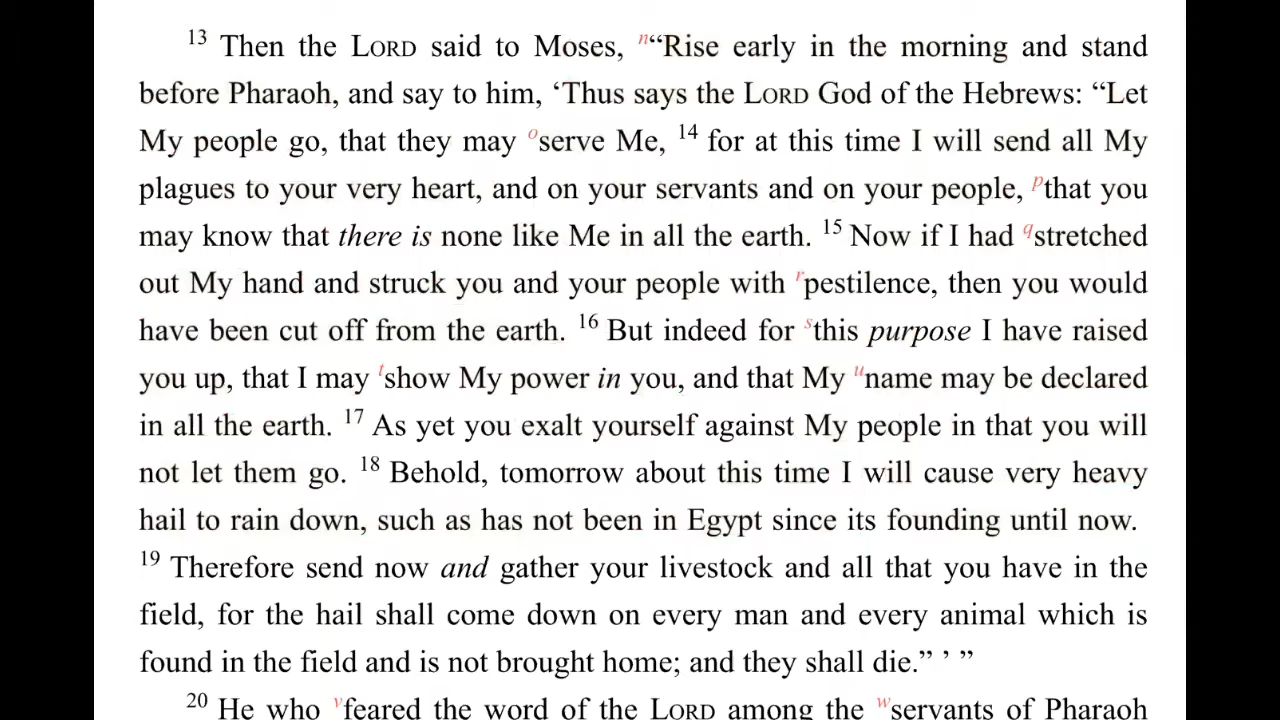 13 Then the LORD said to Moses, n“Rise early in the morning and stand
before Pharaoh, and say to him, ‘Thus says the LORD God of the Hebrews: “Let
My people go, that they may oserve Me, 14 for at this time I will send all My
plagues to your very heart, and on your servants and on your people, pthat you
may know that there is none like Me in all the earth. 15 Now if I had qstretched
out My hand and struck you and your people with rpestilence, then you would
have been cut off from the earth. 16 But indeed for sthis purpose I have raised
you up, that I may tshow My power in you, and that My uname may be declared
in all the earth. 17 As yet you exalt yourself against My people in that you will
not let them go. 18 Behold, tomorrow about this time I will cause very heavy
hail to rain down, such as has not been in Egypt since its founding until now.
19 Therefore send now and gather your livestock and all that you have in the
field, for the hail shall come down on every man and every animal which is
found in the field and is not brought home; and they shall die.” ’ ”
20 He who vfeared the word of the LORD among the wservants of Pharaoh